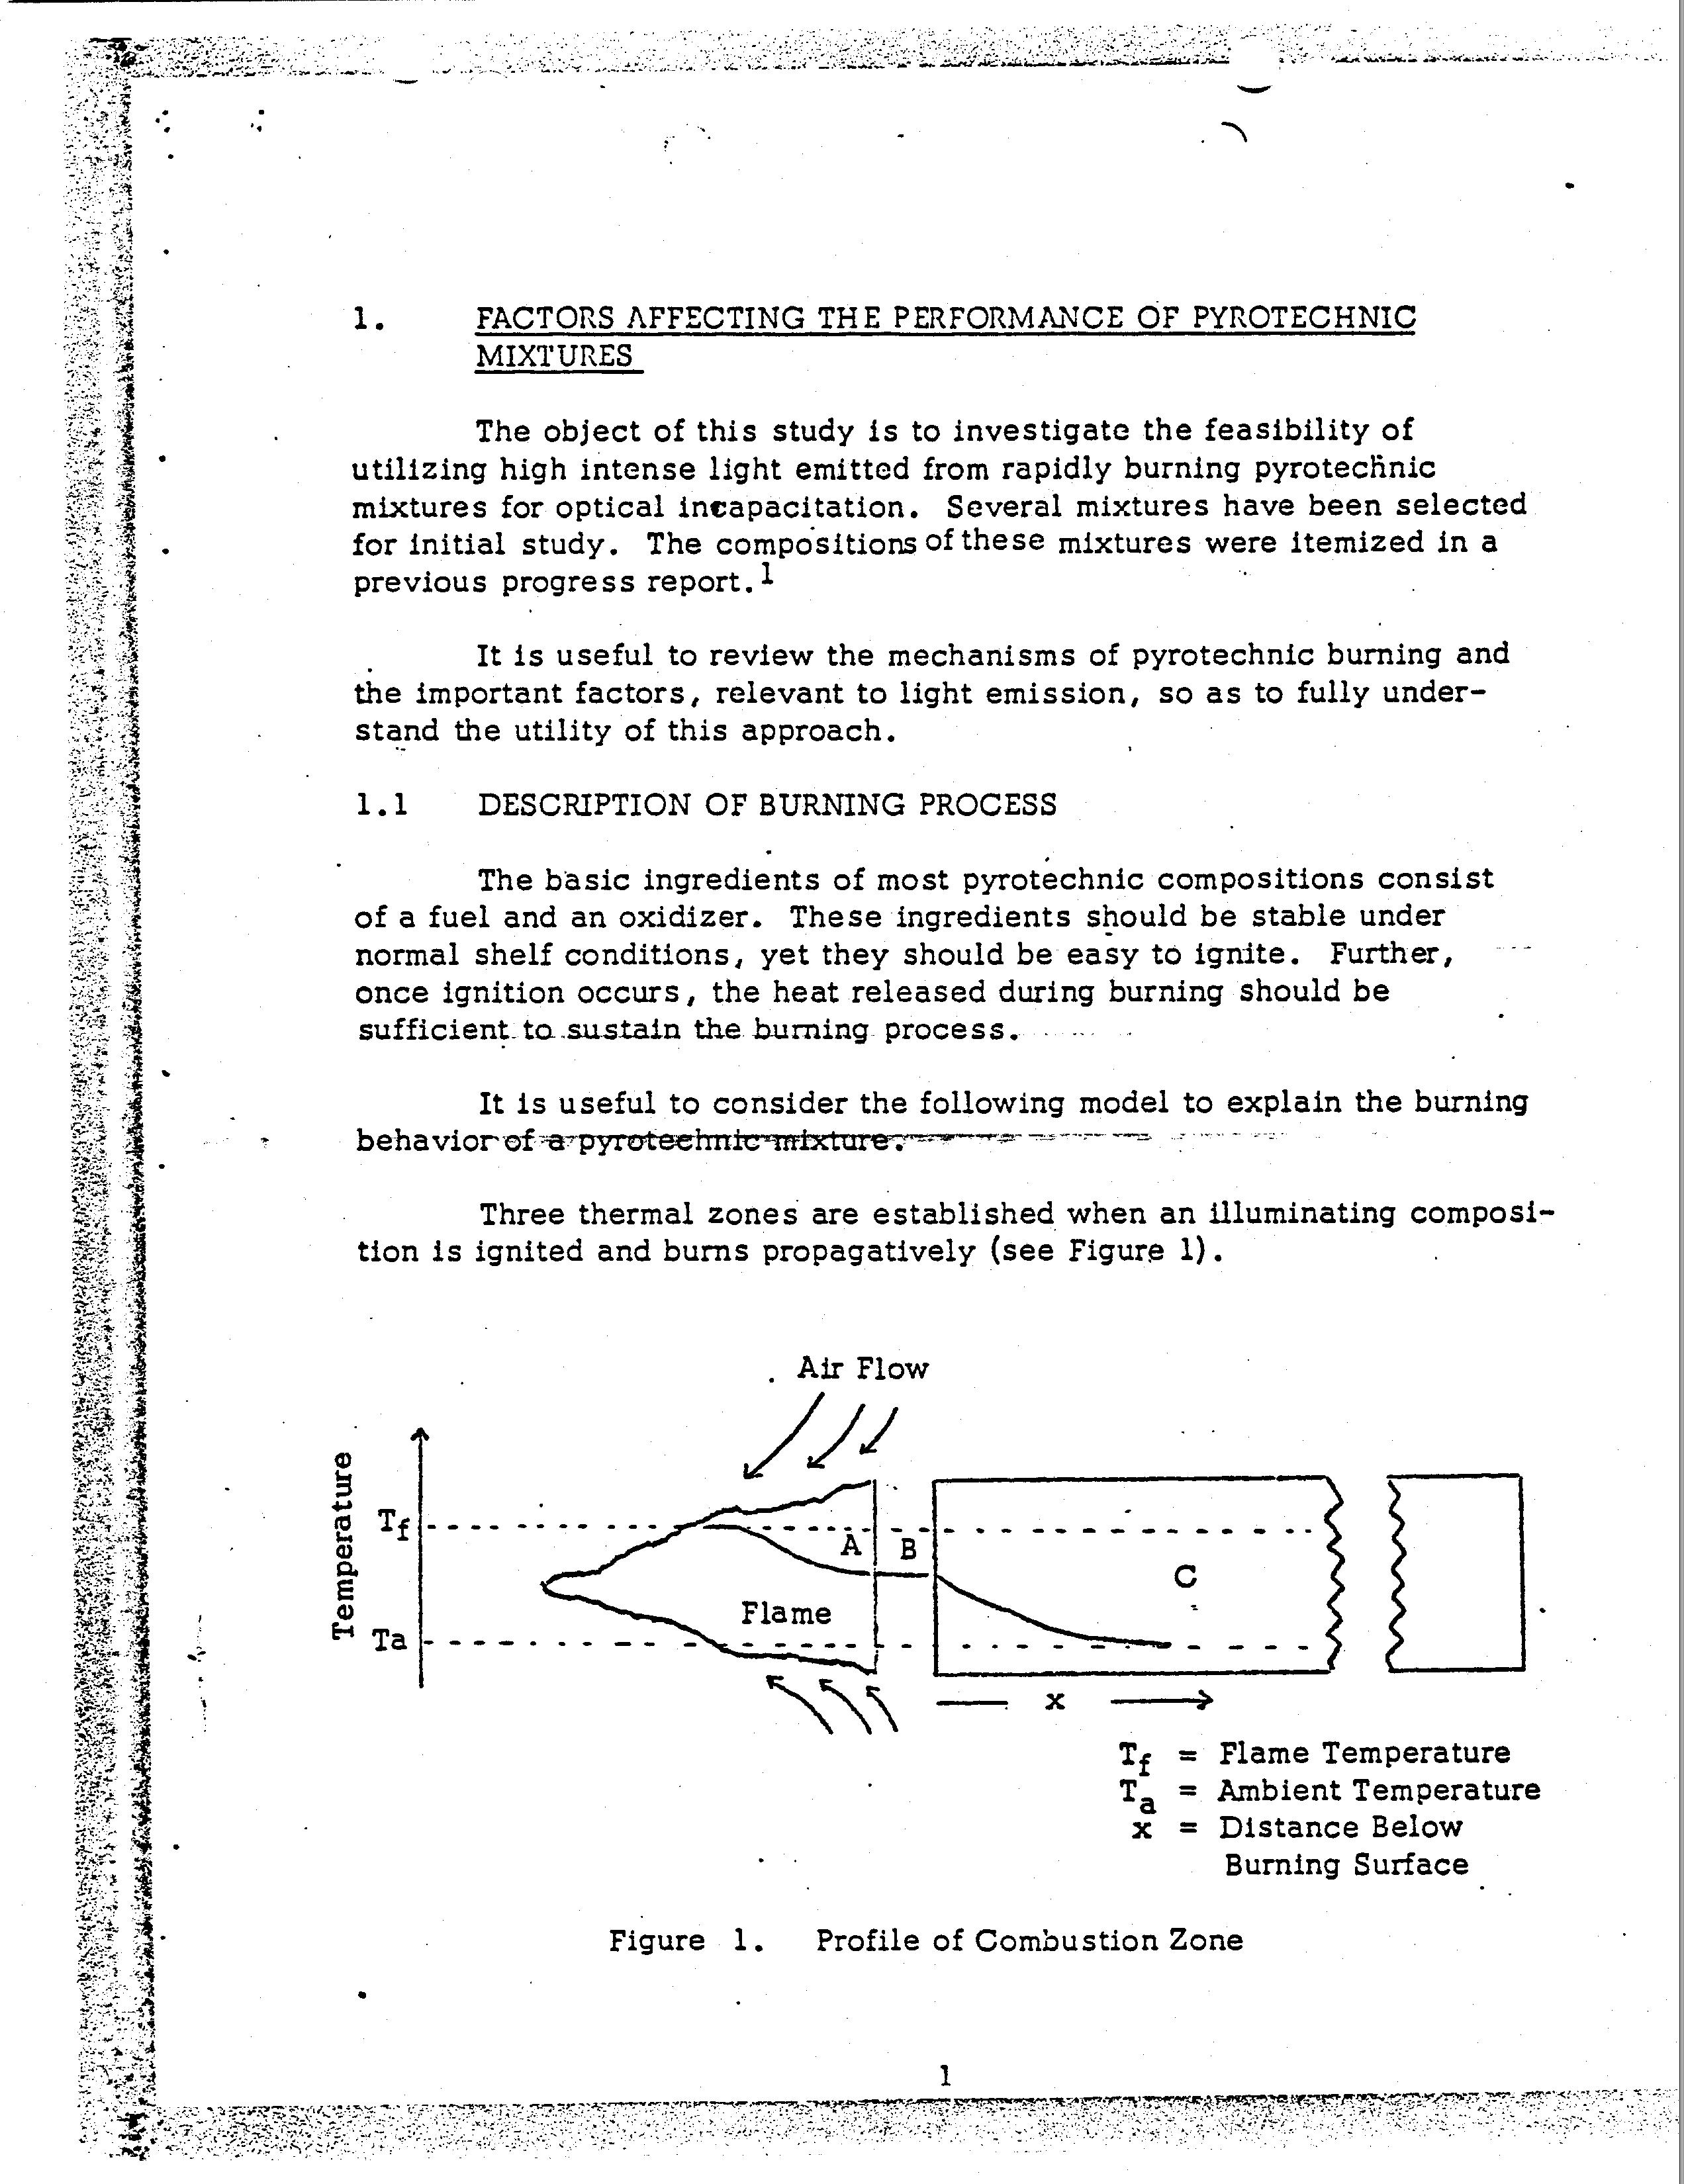 1. FACTORS AFFECTING THE PERFORMANCE OF PYROTECHNIC
MIXTURES
The object of this study is to investigate the feasibility of
utilizing high intense light emitted from rapidly burning pyrotechnic
mixtures for optical incapacitation. Several mixtures have been selected
for initial study. The compositions of these mixtures were itemized in a
previous progress report.1
It is useful to review the mechanisms of pyrotechnic burning and
the important factors, relevant to light emission, so as to fully under-
stand the utility of this approach.
1.1 DESCRIPTION OF BURNING PROCESS
The basic ingredients of most pyrotechnic compositions consist
of a fuel and an oxidizer. These ingredients should be stable under
normal shelf conditions, yet they should be easy to ignite. Further,
once ignition occurs, the heat released during burning should be
sufficient to sustain the burning process.
It is useful to consider the following model to explain the burning
behavior of a pyrotechnic mixture.
Three thermal zones are established when an illuminating composi-
tion is ignited and burns propagatively (see Figure 1).
Air Flow
Temperature
Tf
A
B
C
Flame
Ta
x
Tf = Flame Temperature
Ta = Ambient Temperature
x = Distance Below
Burning Surface
Figure 1. Profile of Combustion Zone
1